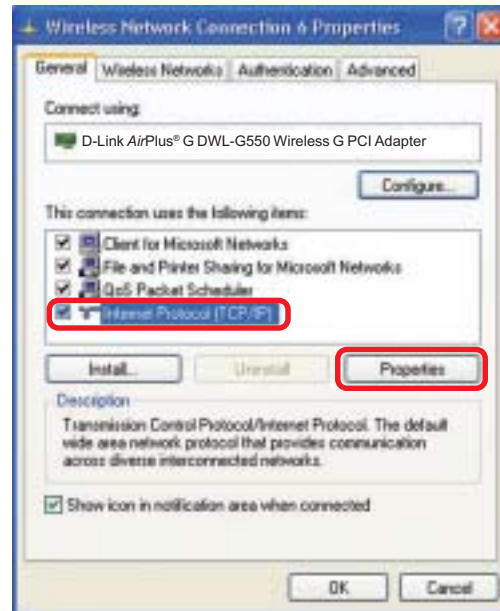 Wireless Network Connection 6 Properties
General Wireless Networks Authentication Advanced
Connect using:
D-Link AirPlus® G DWL-G550 Wireless G PCI Adapter
Configure...
This connection uses the following items:
Client for Microsoft Networks
File and Printer Sharing for Microsoft Networks
QoS Packet Scheduler
Internet Protocol (TCP/IP)
Install... Uninstall Properties
Description
Transmission Control Protocol/Internet Protocol. The default
wide area network protocol that provides communication
across diverse interconnected networks.
Show icon in notification area when connected
OK Cancel